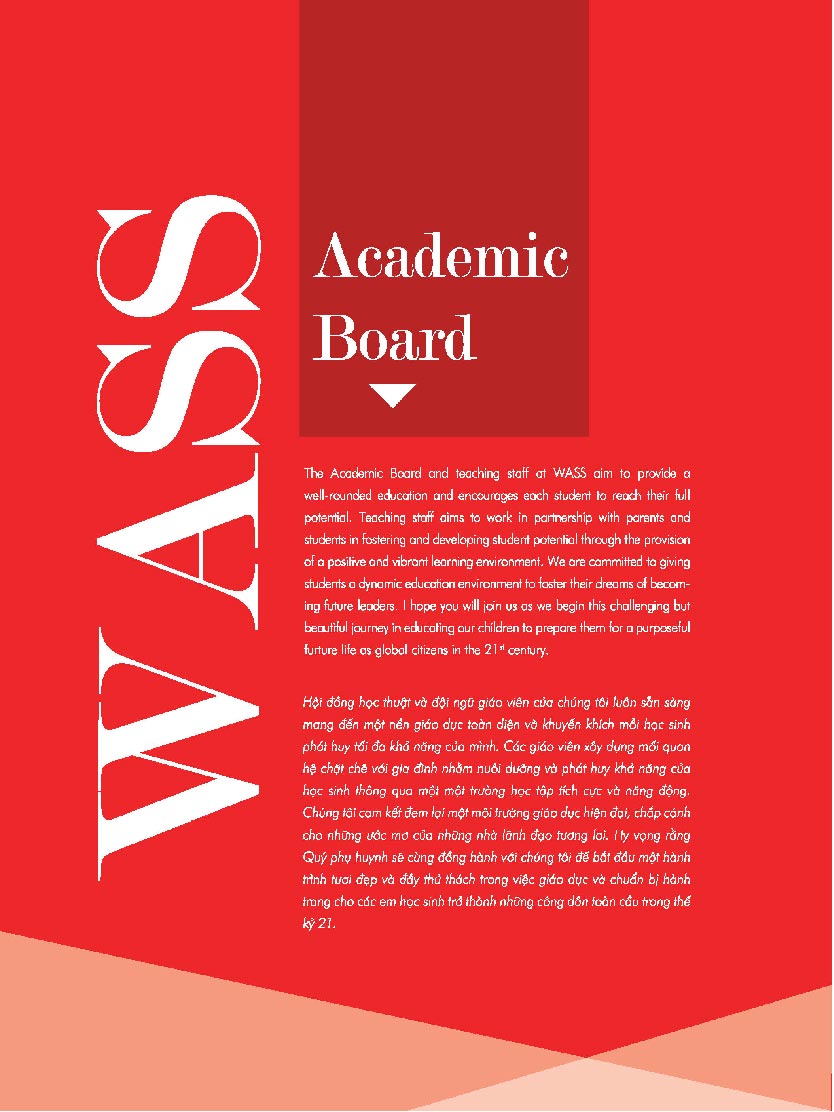 WASS
Academic
Board
The Academic Board and teaching staff at WASS aim to provide a
well-rounded education and encourages each student to reach their full
potential. Teaching staff aims to work in partnership with parents and
students in fostering and developing student potential through the provision
of a positive and vibrant learning environment. We are committed to giving
students a dynamic education environment to foster their dreams of becom-
ing future leaders. I hope you will join us as we begin this challenging but
beautiful journey in educating our children to prepare them for a purposeful
furture life as global citizens in the 21st century.
Hội đồng học thuật và đội ngũ giáo viên của chúng tôi luôn sẵn sàng
mang đến một nền giáo dục toàn diện và khuyến khích mỗi học sinh
phát huy tối đa khả năng của mình. Các giáo viên xây dựng mối quan
hệ chặt chẽ với gia đình nhằm nuôi dưỡng và phát huy khả năng của
học sinh thông qua một một trường học tập tích cực và năng động.
Chúng tôi cam kết đem lại một môi trường giáo dục hiện đại, chắp cánh
cho những ước mơ của những nhà lãnh đạo tương lai. Hy vọng rằng
Quý phụ huynh sẽ cùng đồng hành với chúng tôi để bắt đầu một hành
trình tươi đẹp và đầy thử thách trong việc giáo dục và chuẩn bị hành
trang cho các em học sinh trở thành những công dân toàn cầu trong thế
kỷ 21.